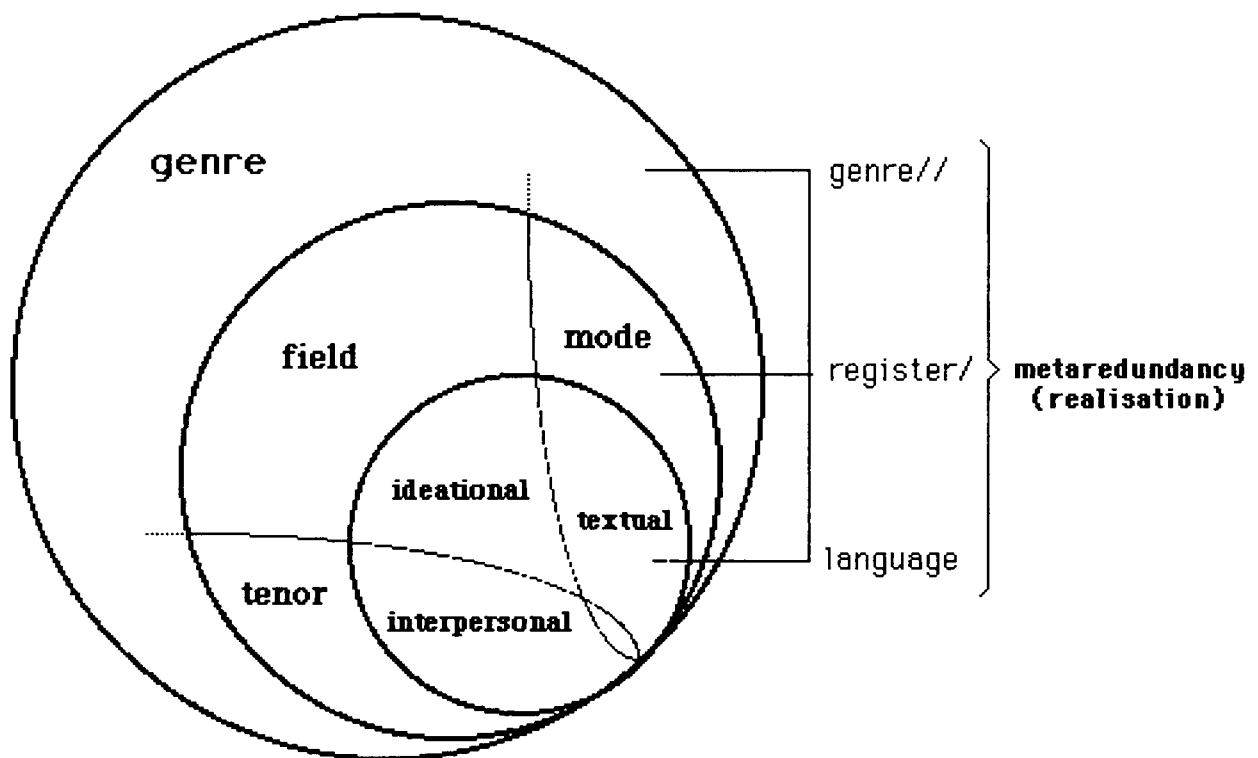 genre
genre//
field
mode
register/
metaredundancy
(realisation)
ideational
textual
language
tenor
interpersonal